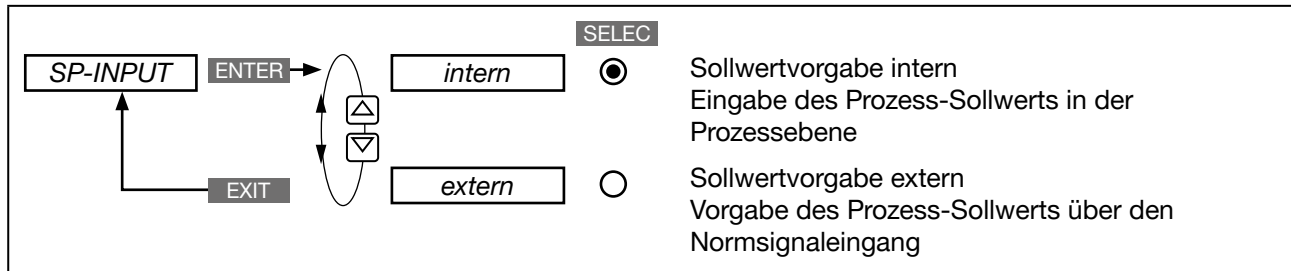 SELEC
SP-INPUT ENTER intern Sollwertvorgabe intern
Eingabe des Prozess-Sollwerts in der
Prozessebene
EXIT extern Sollwertvorgabe extern
Vorgabe des Prozess-Sollwerts über den
Normsignaleingang